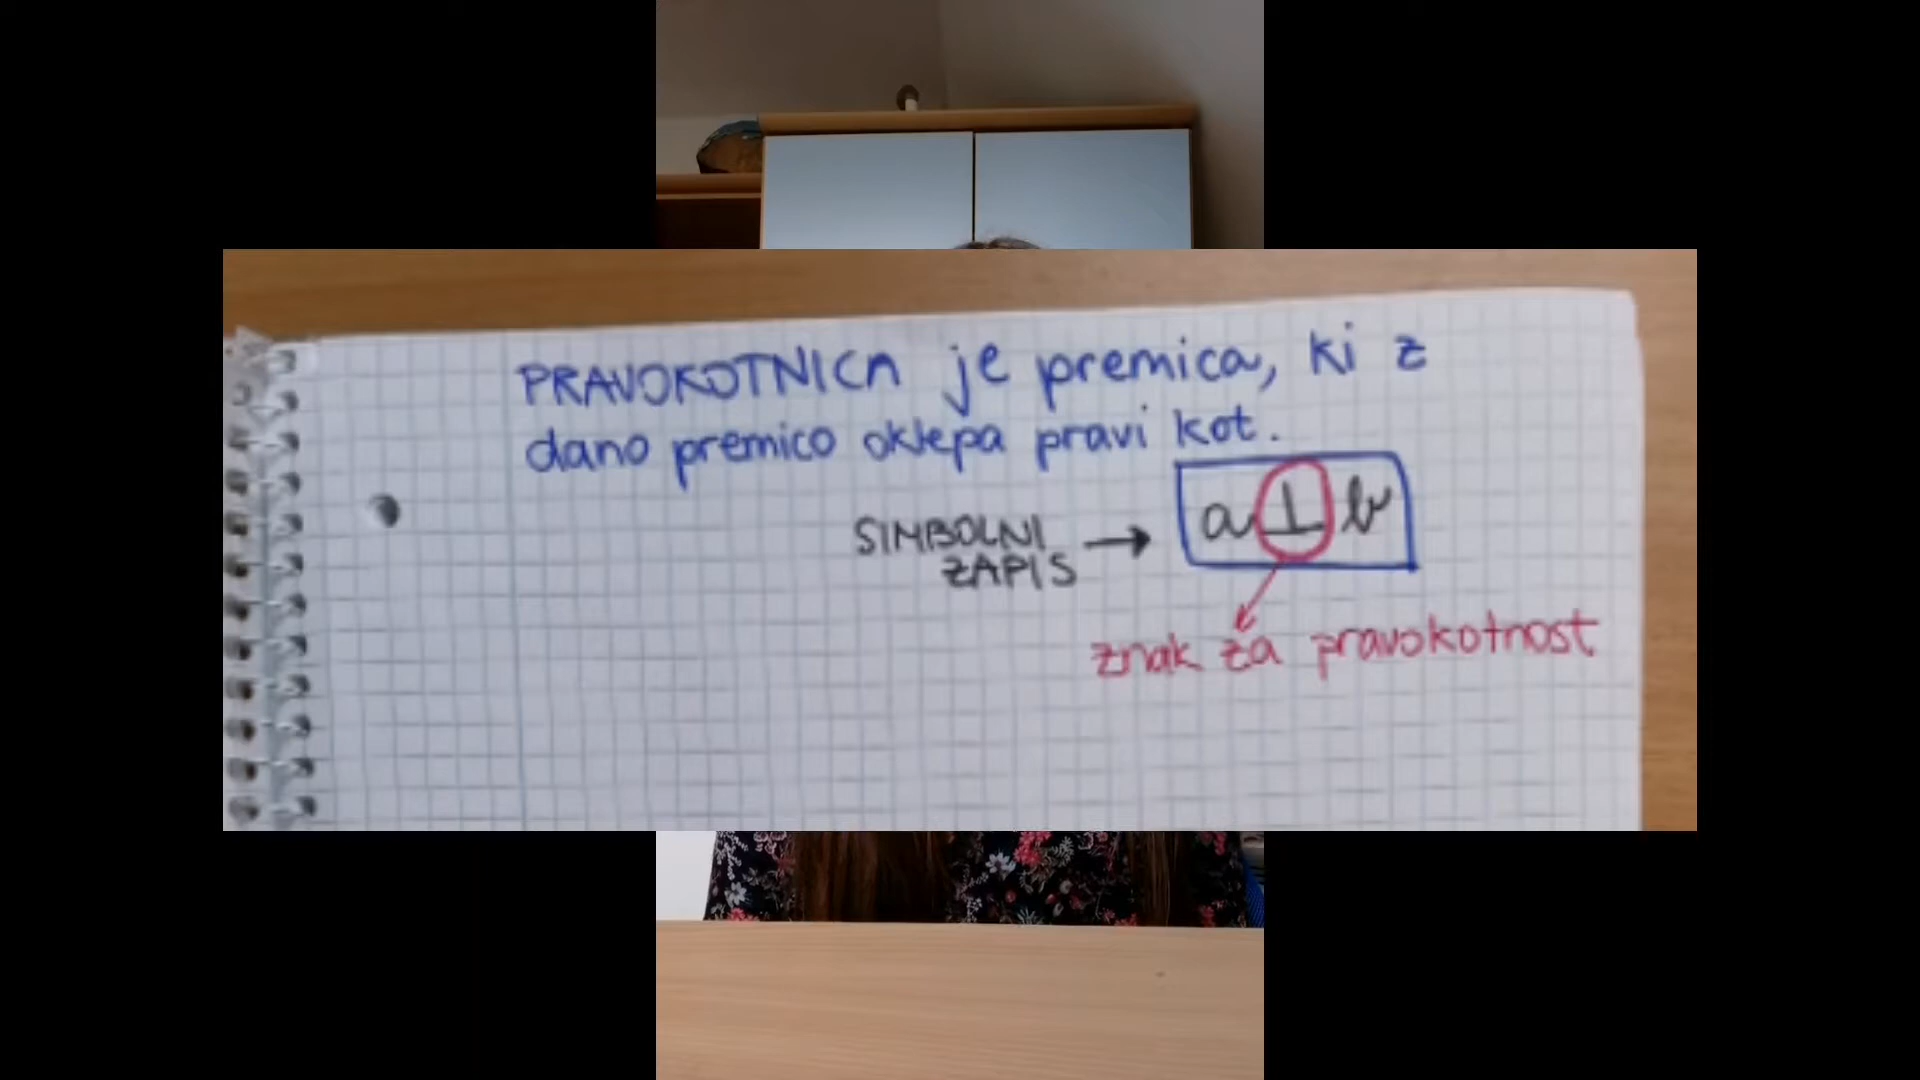 PRAVOKOTNICA je premica, ki z
dano premico oklepa pravi kot.
SIMBOLNI
ZAPIS → a ⊥ b
znak za pravokotnost